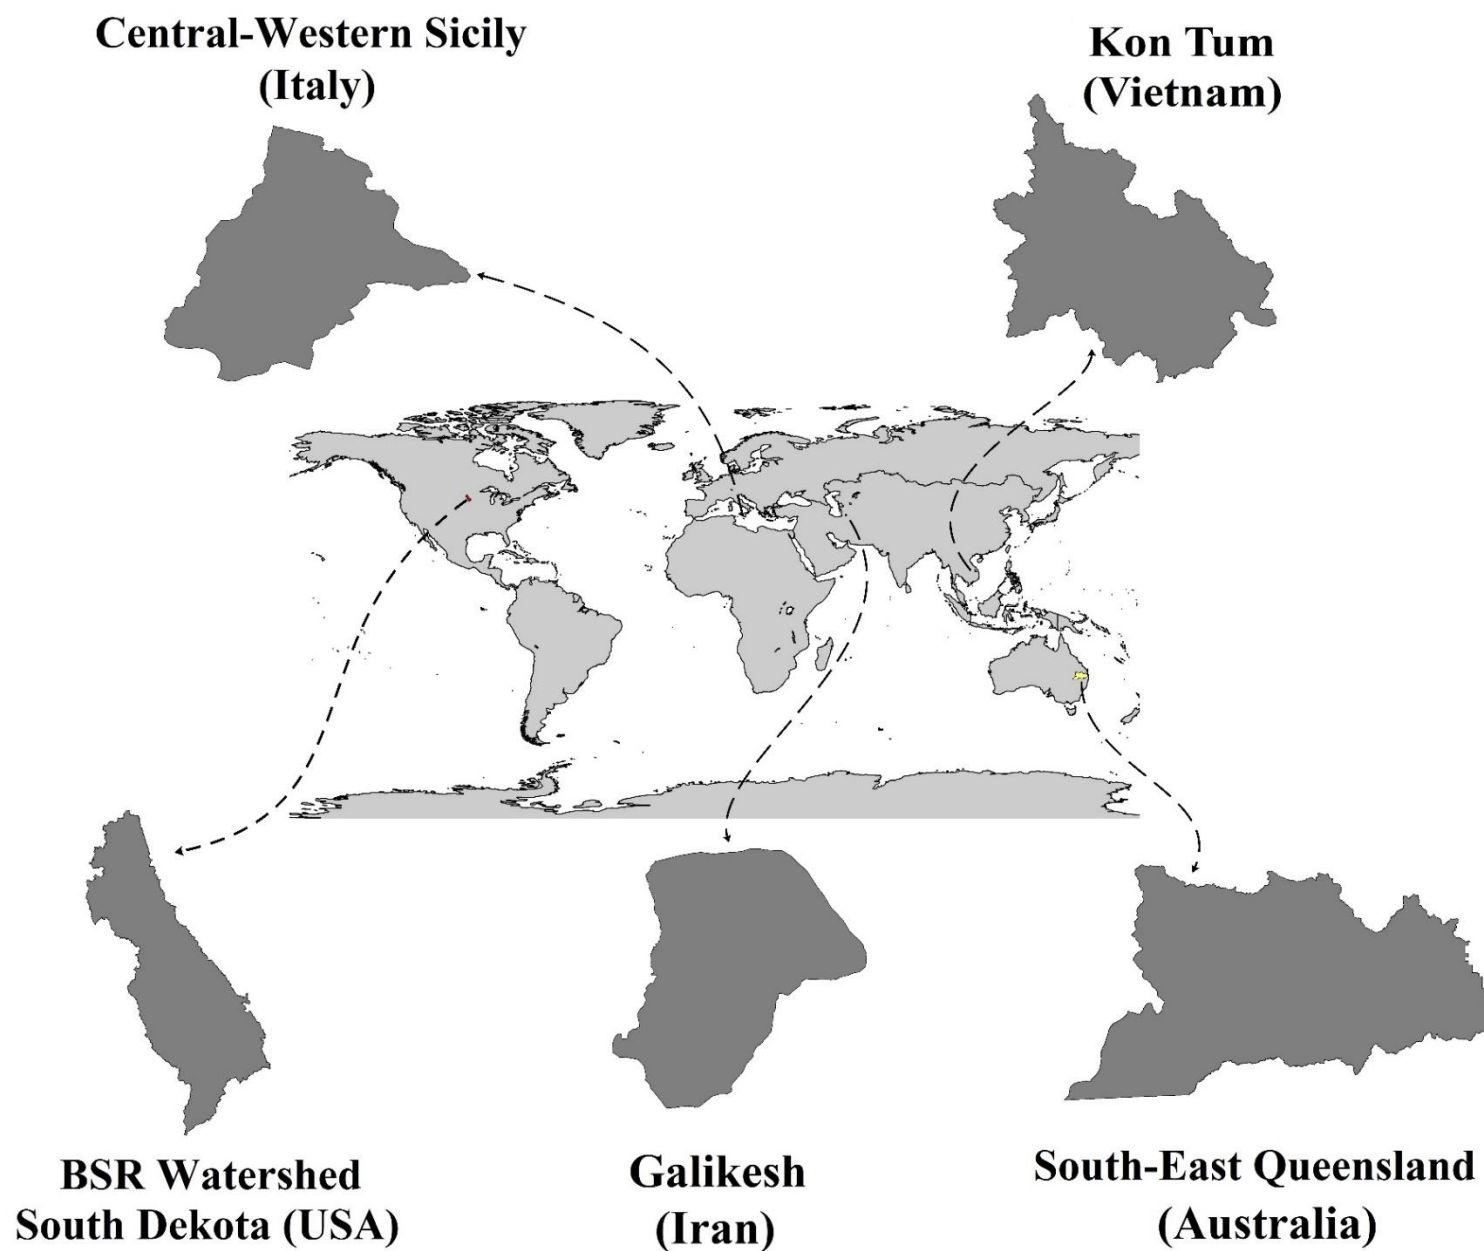 Central-Western Sicily
(Italy)
Kon Tum
(Vietnam)
BSR Watershed
South Dekota (USA)
Galikesh
(Iran)
South-East Queensland
(Australia)